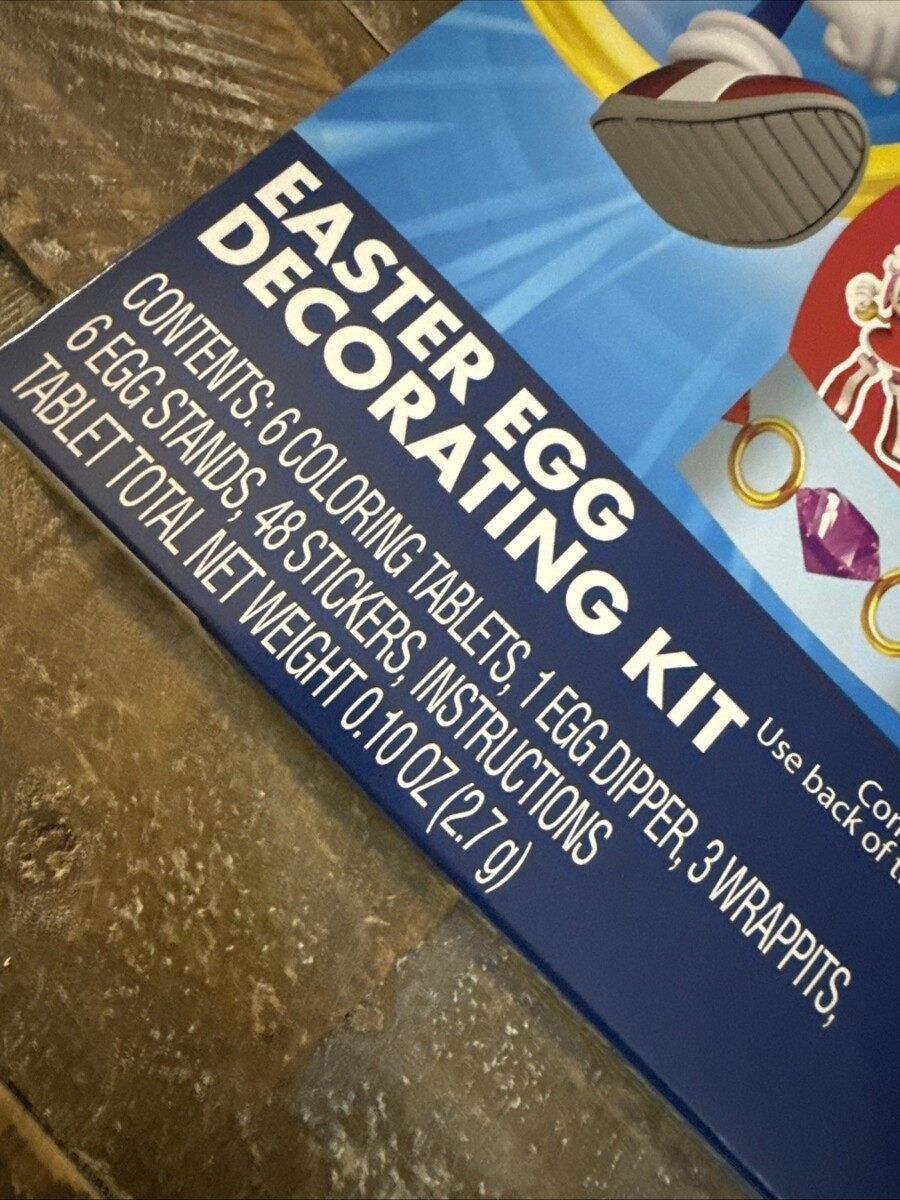 EASTER EGG
DECORATING KIT
CONTENTS: 6 COLORING TABLETS, 1 EGG DIPPER, 3 WRAPPITS,
6 EGG STANDS, 48 STICKERS, INSTRUCTIONS
TABLET TOTAL NET WEIGHT 0.10 OZ (2.7 g)
Use back of